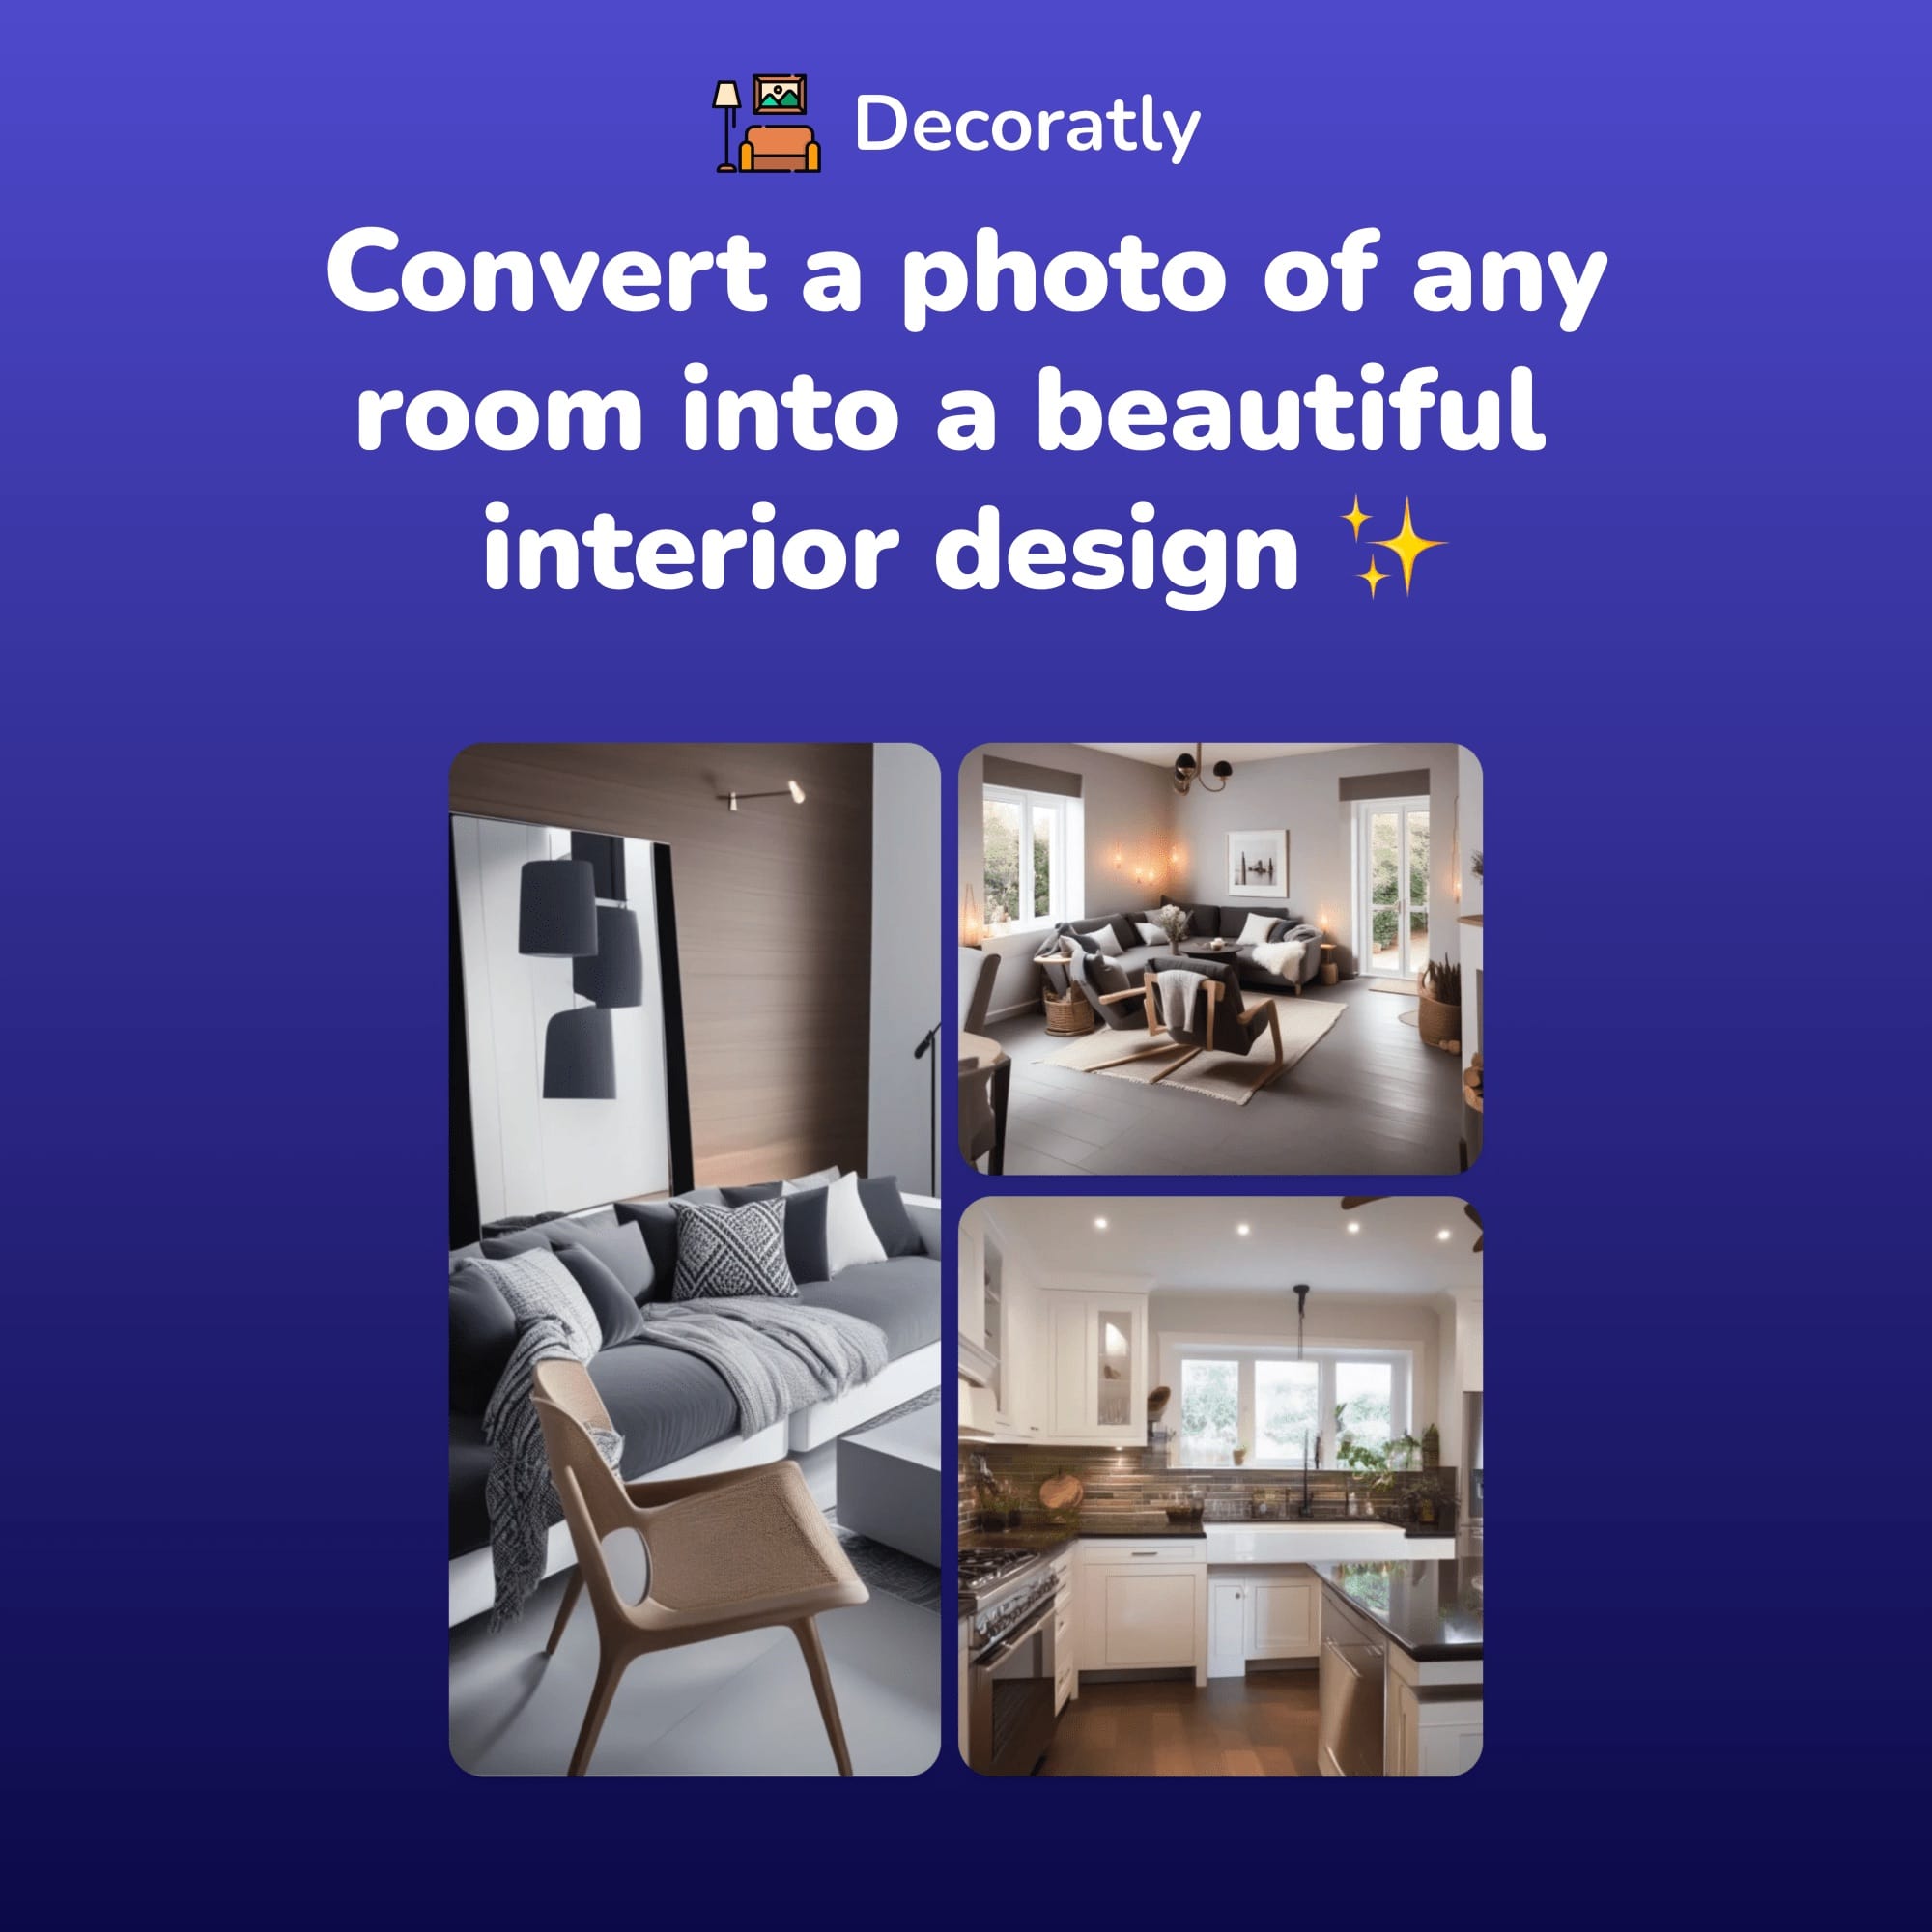 Decoratly
Convert a photo of any
room into a beautiful
interior design ✨